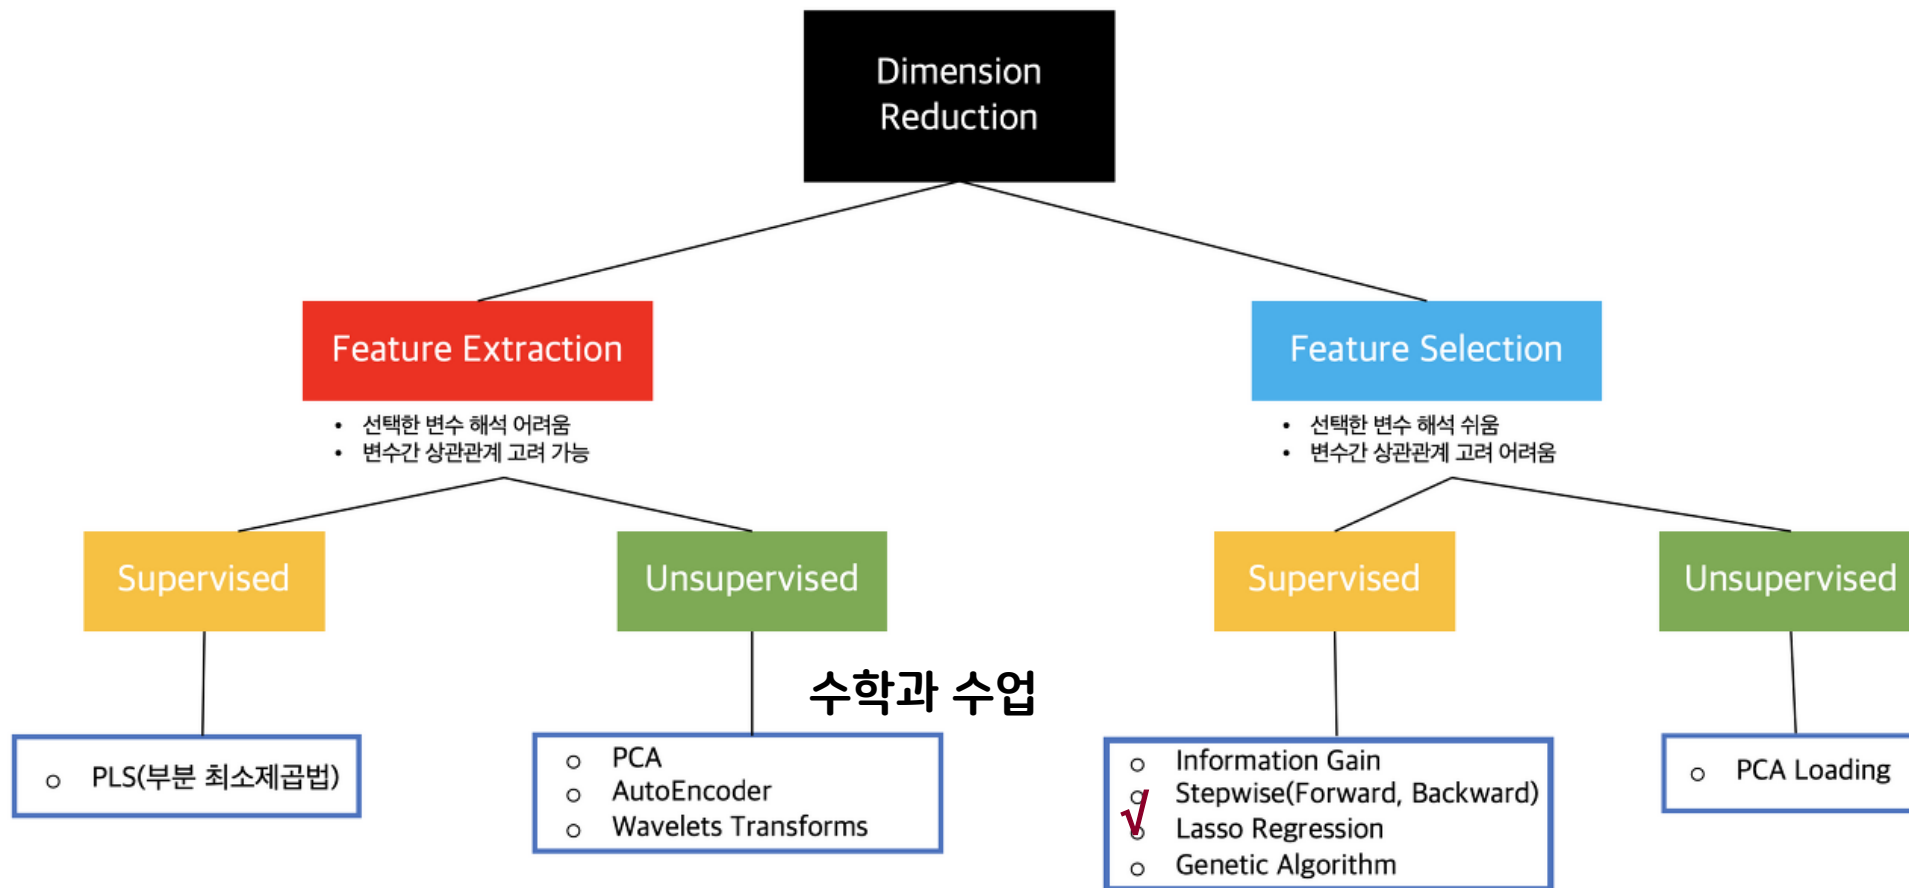 Dimension
Reduction
Feature Extraction
• 선택한 변수 해석 어려움
• 변수간 상관관계 고려 가능
Feature Selection
• 선택한 변수 해석 쉬움
• 변수간 상관관계 고려 어려움
Supervised
Unsupervised
Supervised
Unsupervised
수학과 수업
○ PLS(부분 최소제곱법)
○ PCA
○ AutoEncoder
○ Wavelets Transforms
○ Information Gain
○ Stepwise(Forward, Backward)
√
○ Lasso Regression
○ Genetic Algorithm
○ PCA Loading